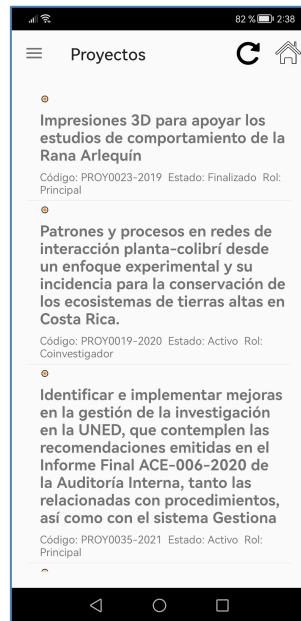 82 % 2:38
Proyectos
Impresiones 3D para apoyar los
estudios de comportamiento de la
Rana Arlequín
Código: PROY0023-2019 Estado: Finalizado Rol:
Principal
Patrones y procesos en redes de
interacción planta-colibrí desde
un enfoque experimental y su
incidencia para la conservación de
los ecosistemas de tierras altas en
Costa Rica.
Código: PROY0019-2020 Estado: Activo Rol:
Coinvestigador
Identificar e implementar mejoras
en la gestión de la investigación
en la UNED, que contemplen las
recomendaciones emitidas en el
Informe Final ACE-006-2020 de
la Auditoría Interna, tanto las
relacionadas con procedimientos,
así como con el sistema Gestiona
Código: PROY0035-2021 Estado: Activo Rol:
Principal